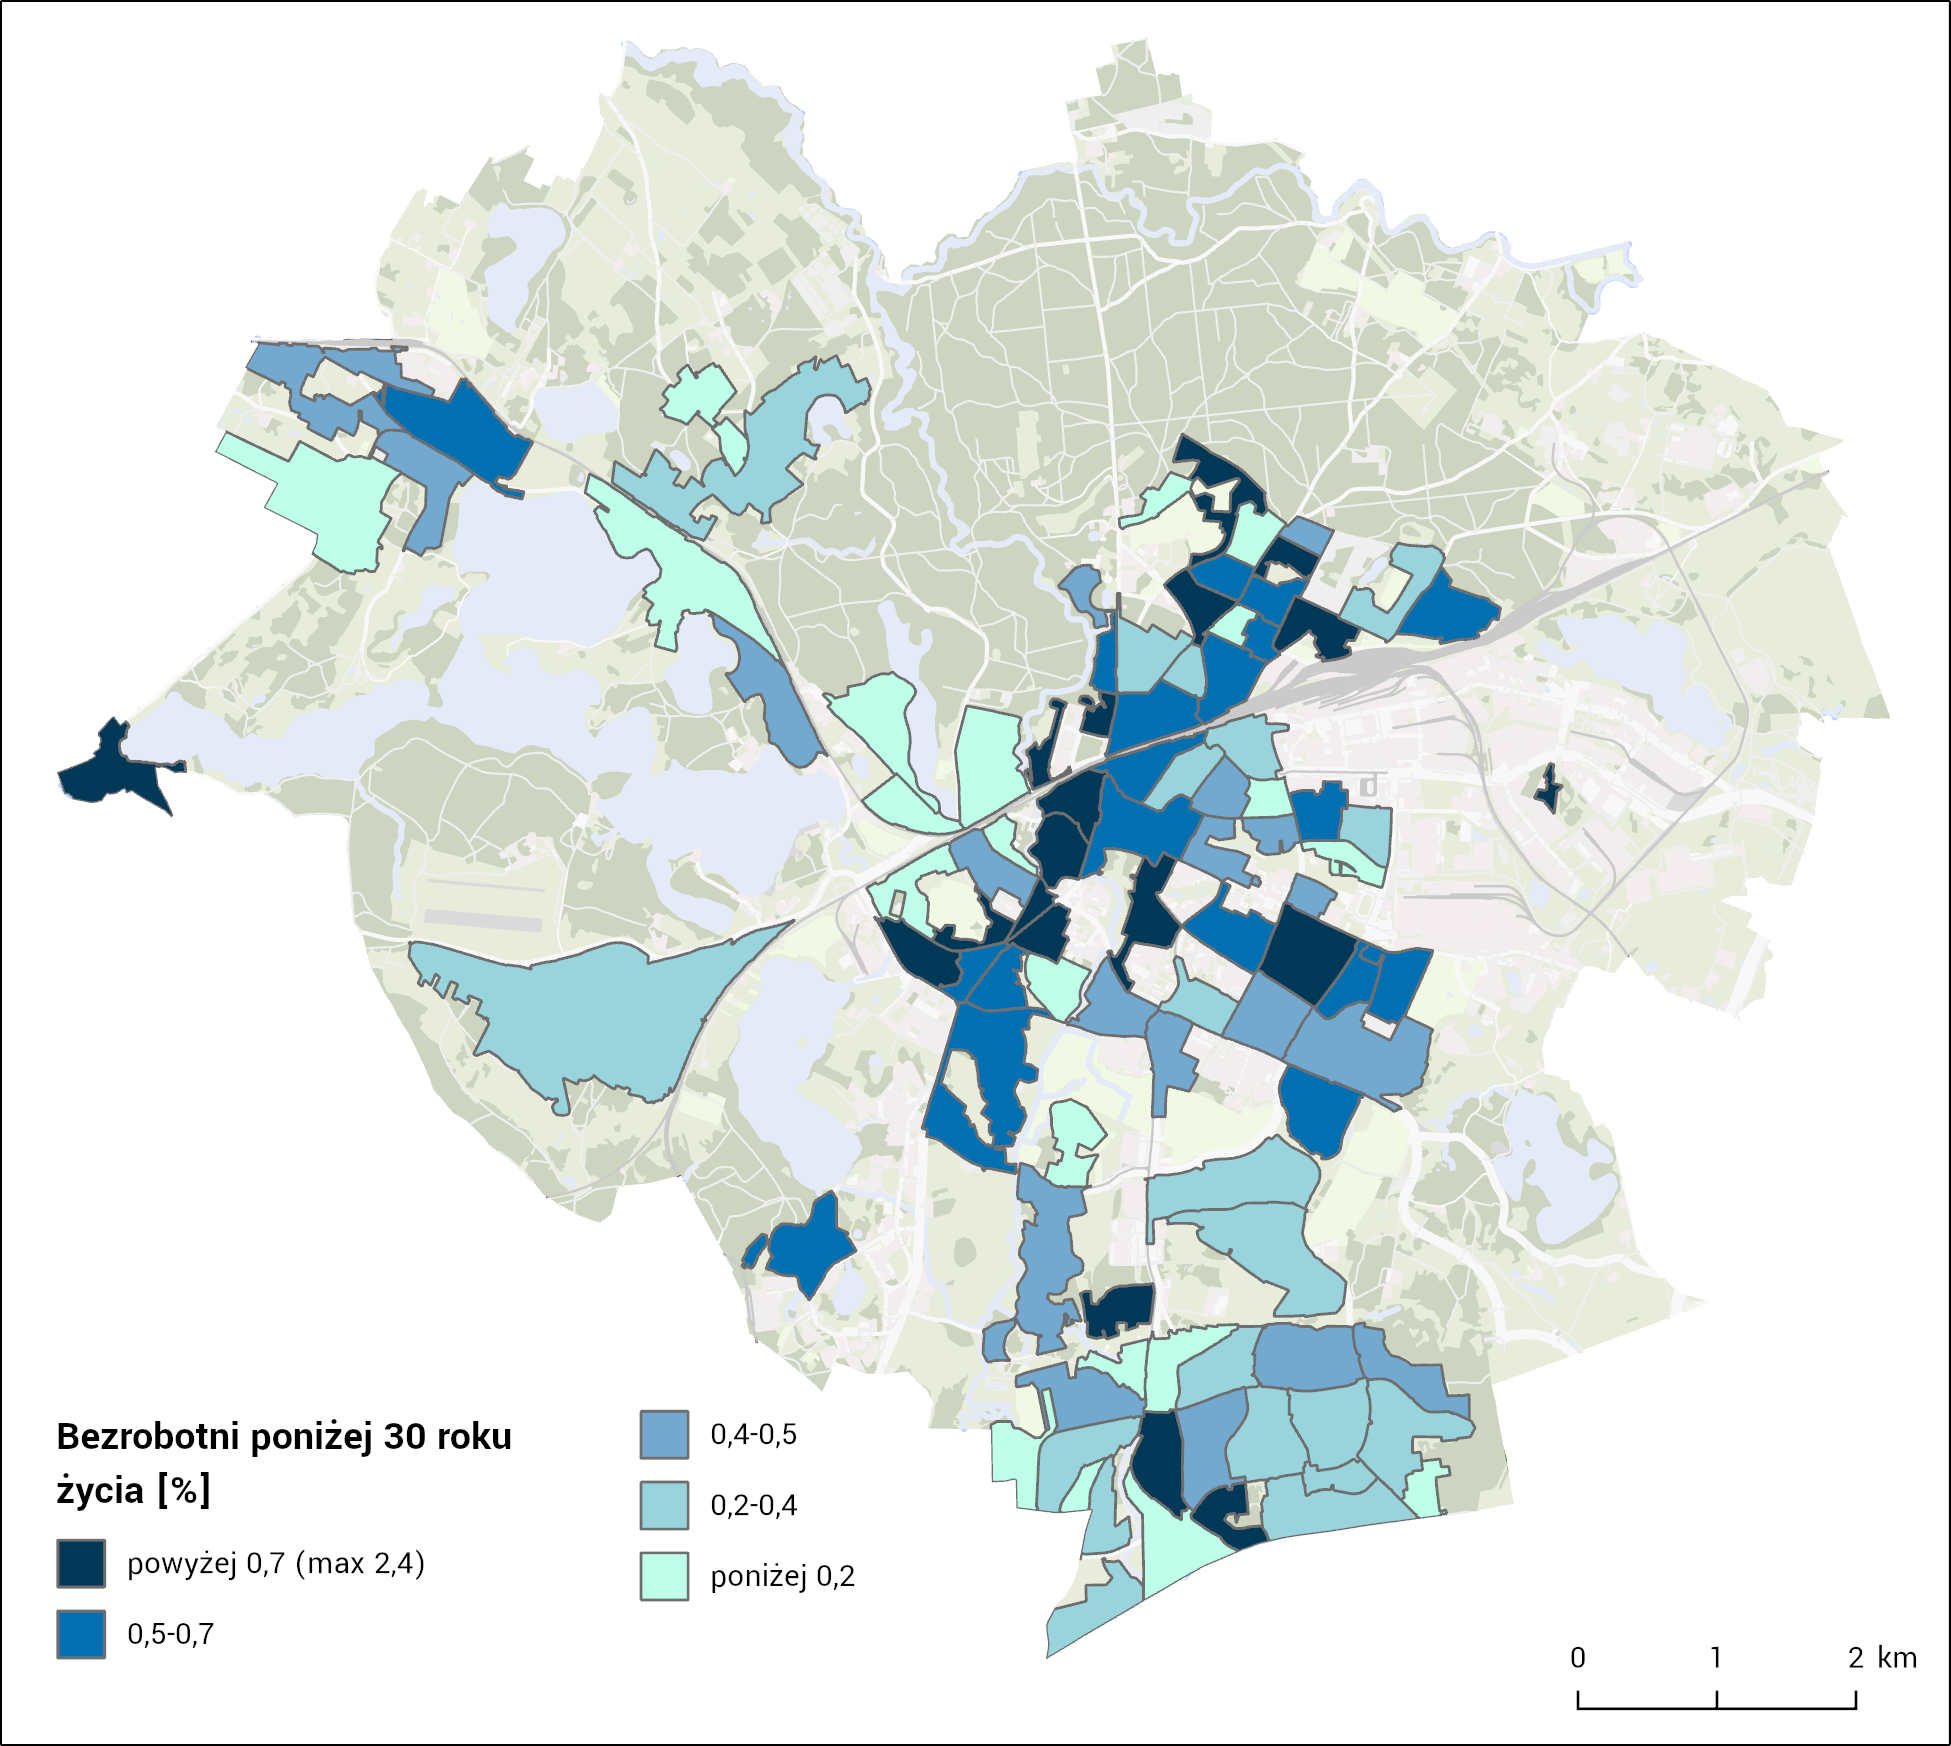 Bezrobotni poniżej 30 roku
życia [%]
powyżej 0,7 (max 2,4)
0,5-0,7
0,4-0,5
0,2-0,4
poniżej 0,2
0 1 2 km